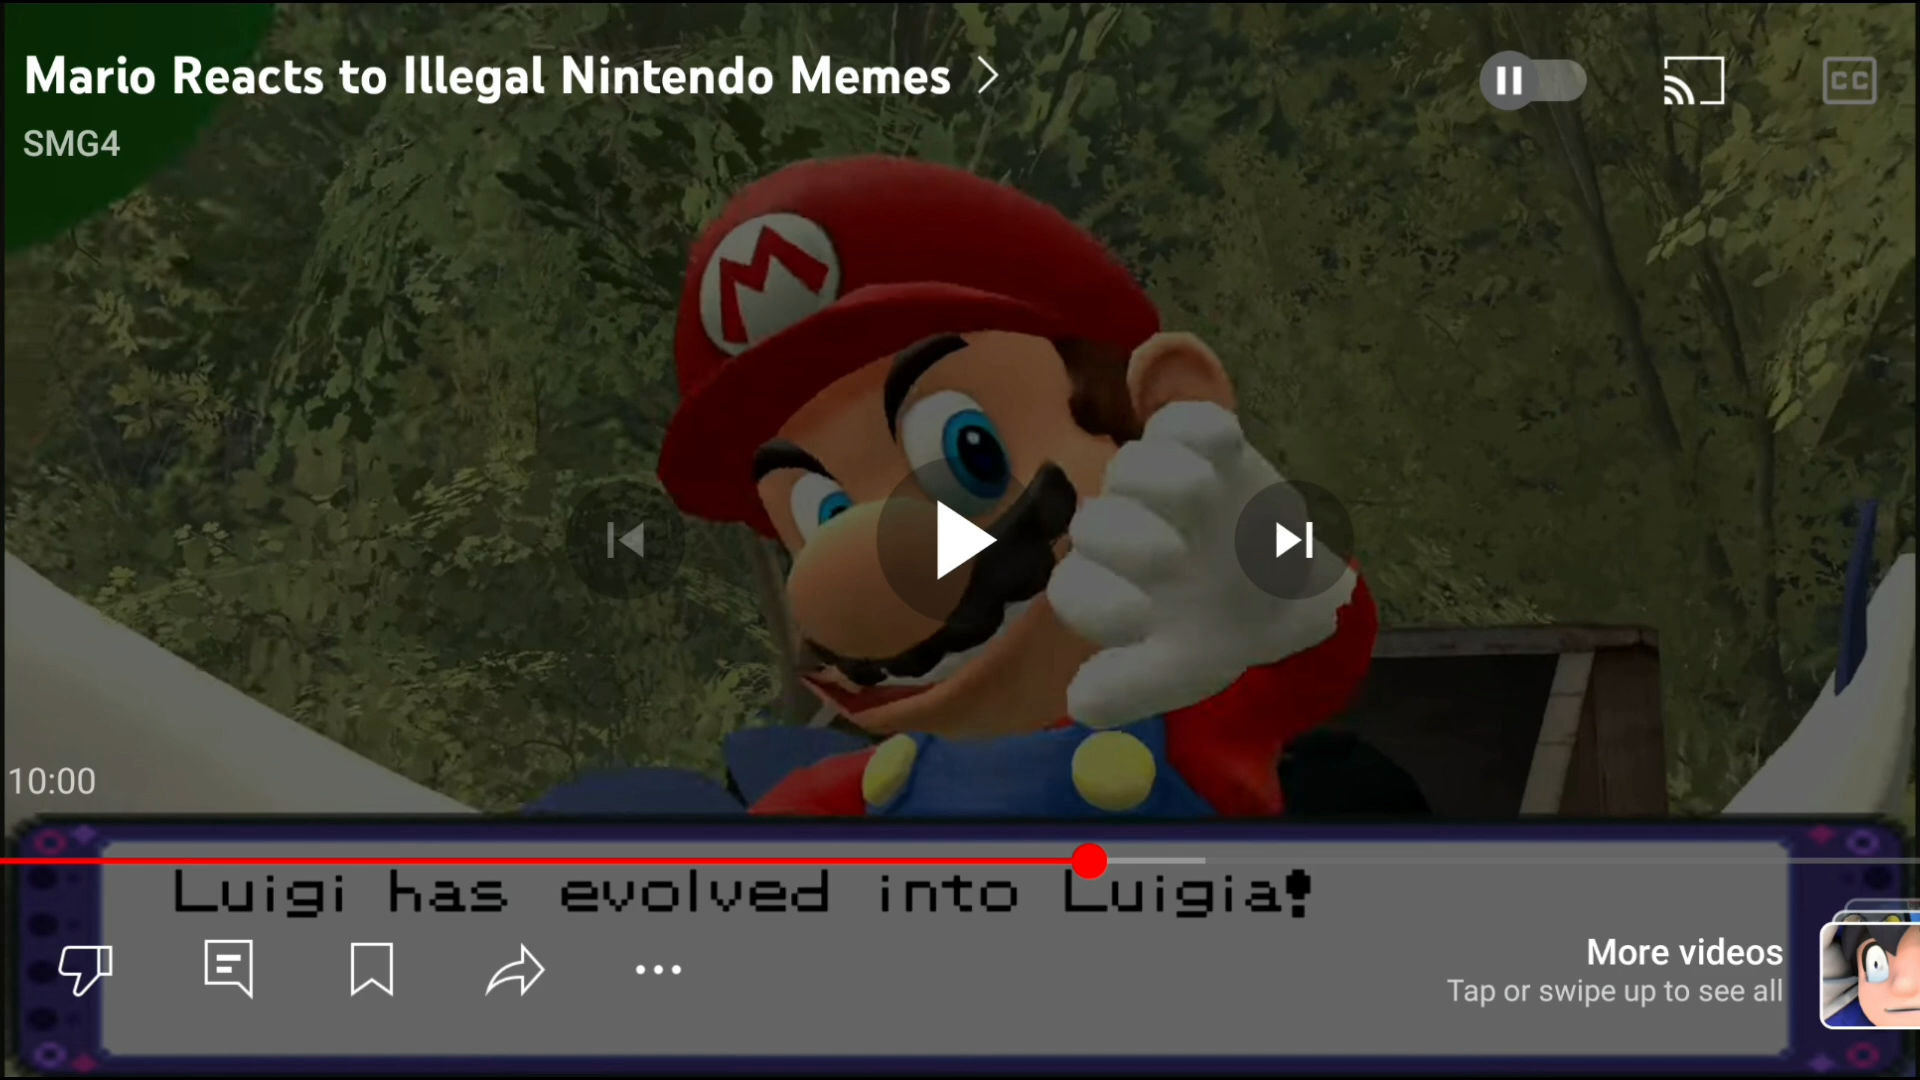 Mario Reacts to Illegal Nintendo Memes
CC
SMG4
M
10:00
Luigi has evolved into Luigia!
More videos
Tap or swipe up to see all